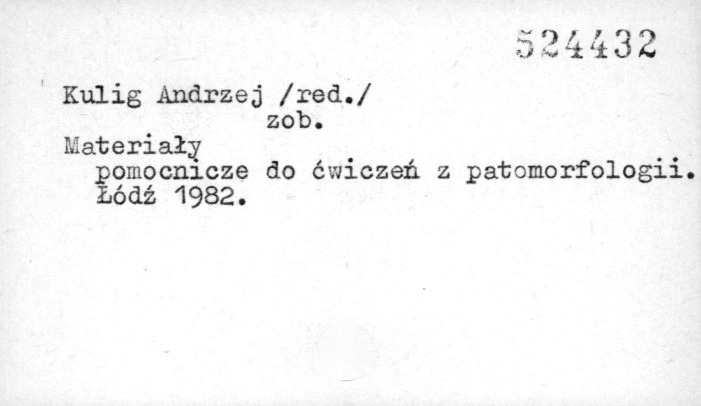 524432
Kulig Andrzej /red./
zob.
Materiały
pomocnicze do ćwiczeń z patomorfologii.
Łódź 1982.